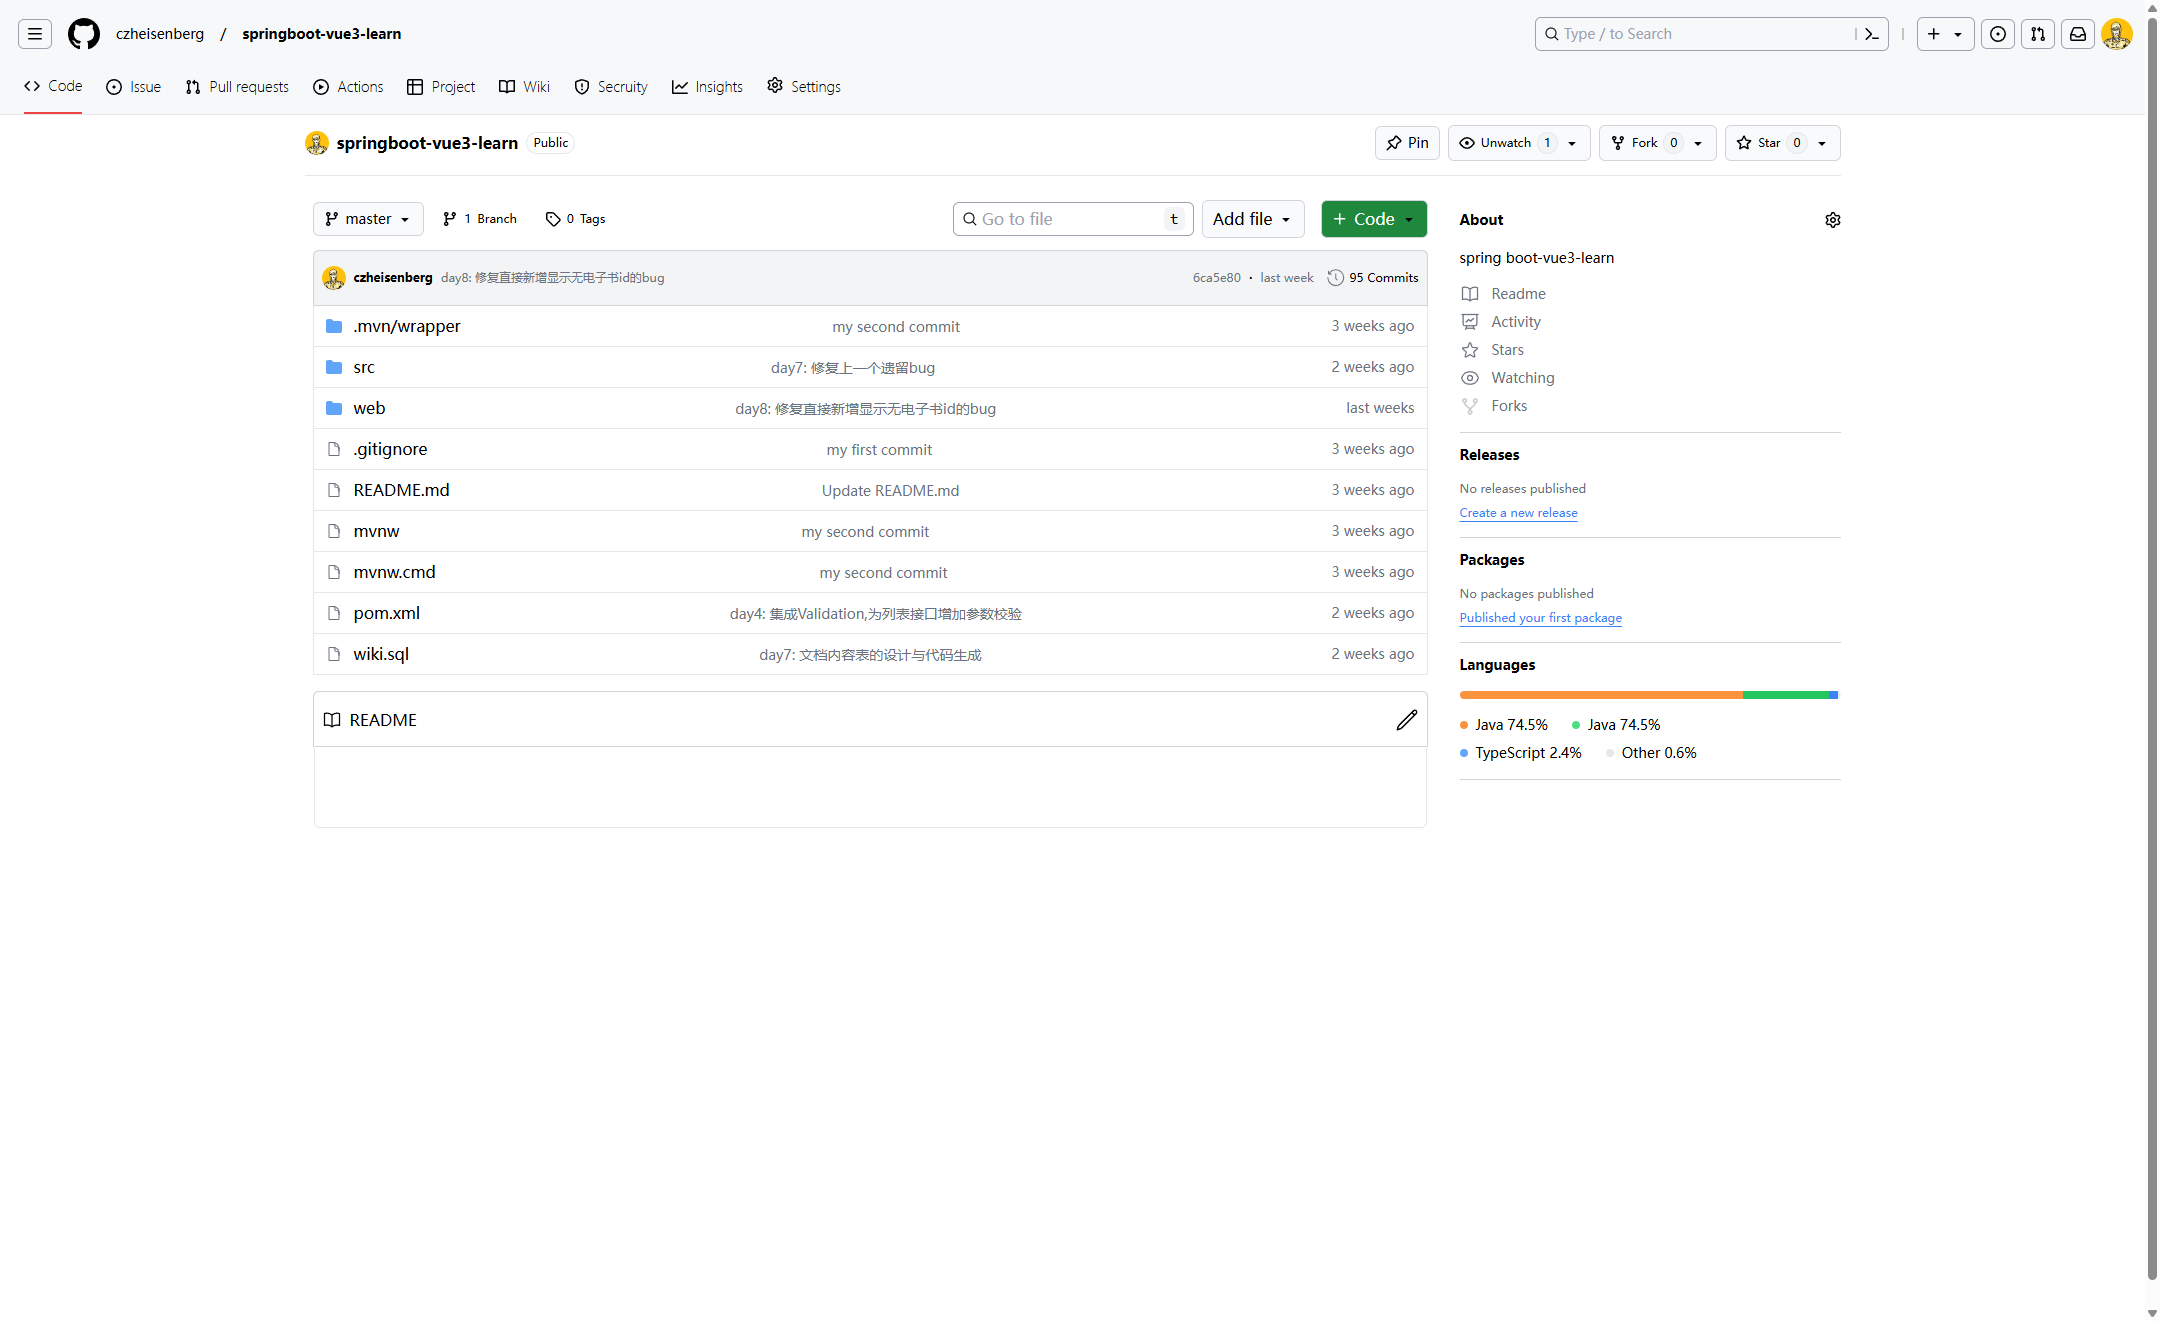 czheisenberg / springboot-vue3-learn
Type / to Search
Code Issue Pull requests Actions Project Wiki Secruity Insights Settings
springboot-vue3-learn Public
Pin Unwatch 1 Fork 0 Star 0
master 1 Branch 0 Tags
Go to file t Add file Code
czheisenberg day8: 修复直接新增显示无电子书id的bug 6ca5e80 · last week 95 Commits
.mvn/wrapper my second commit 3 weeks ago
src day7: 修复上一个遗留bug 2 weeks ago
web day8: 修复直接新增显示无电子书id的bug last weeks
.gitignore my first commit 3 weeks ago
README.md Update README.md 3 weeks ago
mvnw my second commit 3 weeks ago
mvnw.cmd my second commit 3 weeks ago
pom.xml day4: 集成Validation,为列表接口增加参数校验 2 weeks ago
wiki.sql day7: 文档内容表的设计与代码生成 2 weeks ago
README
About
spring boot-vue3-learn
Readme
Activity
Stars
Watching
Forks
Releases
No releases published
Create a new release
Packages
No packages published
Published your first package
Languages
Java 74.5% Java 74.5%
TypeScript 2.4% Other 0.6%